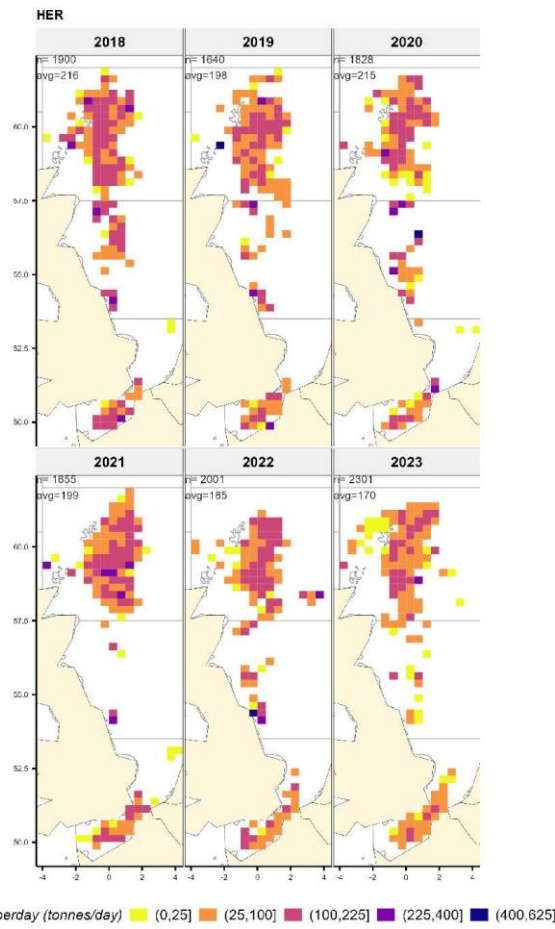 HER
2018 2019 2020
n= 1900 n= 1640 n= 1828
avg=216 avg=198 avg=215
60.0
57.5
55.0
52.5
50.0
2021 2022 2023
n= 1655 n= 2001 n= 2301
avg=199 avg=185 avg=170
60.0
57.5
55.0
52.5
50.0
-4 -2 0 2 4 -4 -2 0 2 4 -4 -2 0 2 4
perday (tonnes/day) (0,25] (25,100] (100,225] (225,400] (400,625]